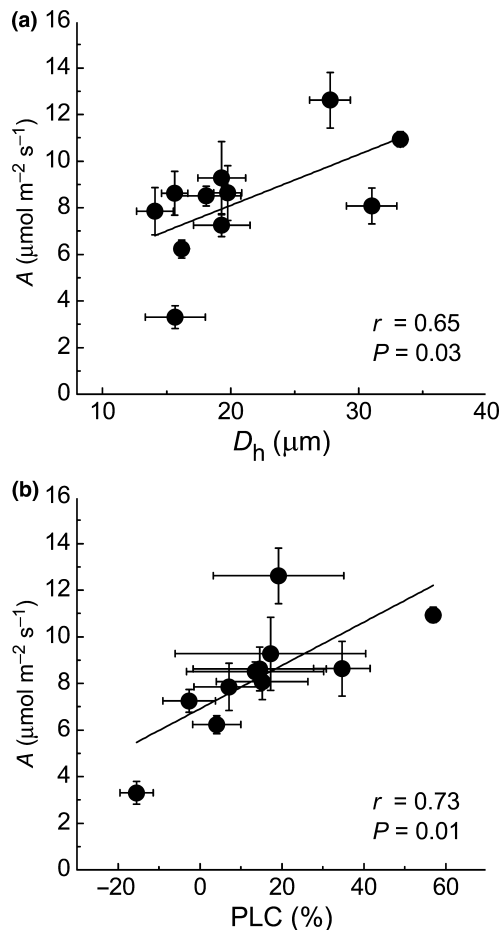 (a)
16
14
12
10
8
6
4
2
0
A (μmol m⁻² s⁻¹)
r = 0.65
P = 0.03
10 20 30 40
Dₕ (μm)
(b)
16
14
12
10
8
6
4
2
0
A (μmol m⁻² s⁻¹)
r = 0.73
P = 0.01
−20 0 20 40 60
PLC (%)